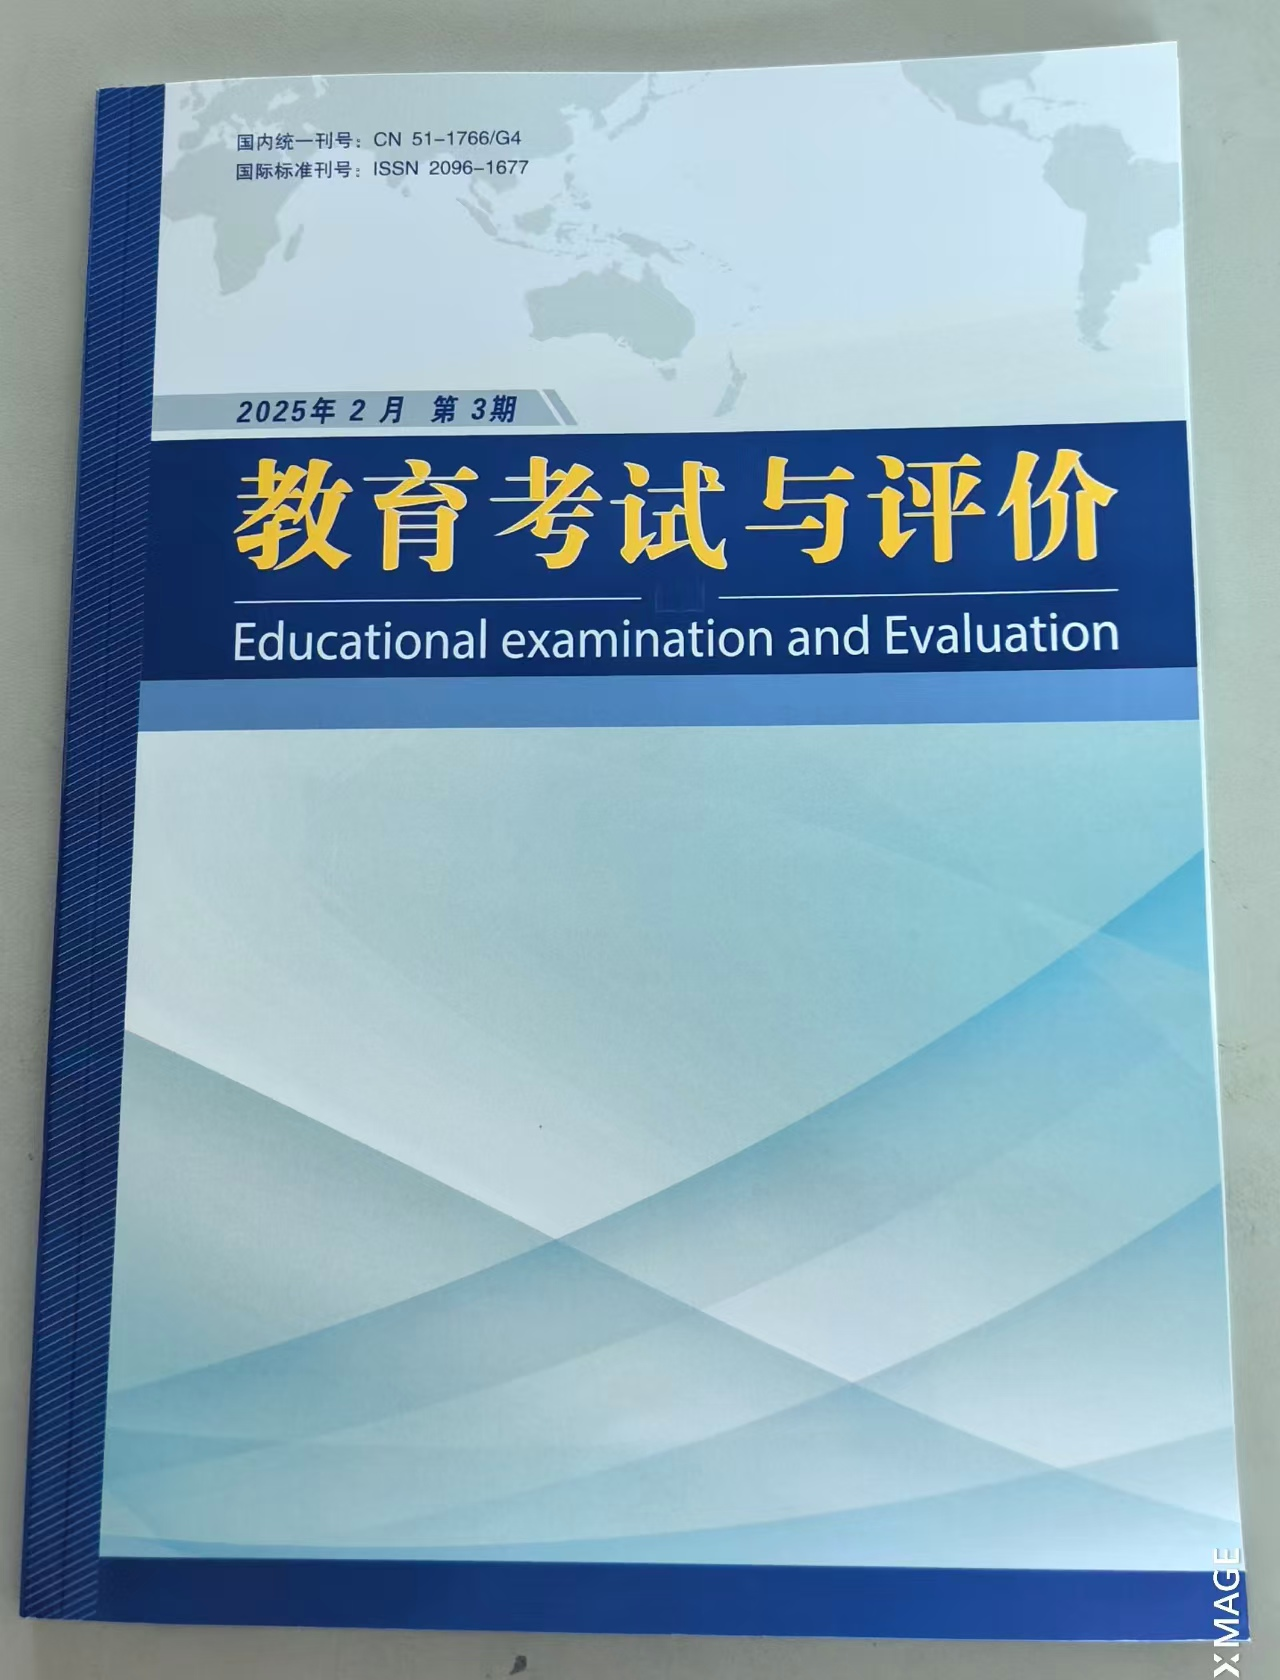 国内统一刊号：CN 51-1766/G4
国际标准刊号：ISSN 2096-1677
2025年 2 月 第 3期
教育考试与评价
Educational examination and Evaluation
XMAGE